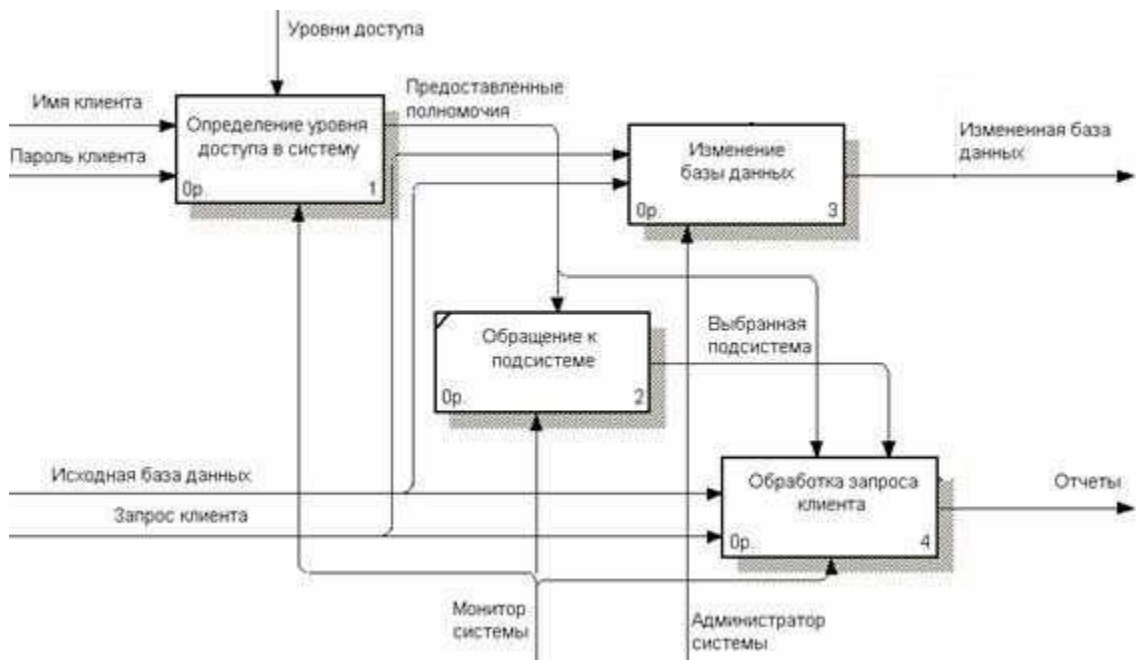 Уровни доступа
Имя клиента
Пароль клиента
Определение уровня
доступа в систему
0р.
1
Предоставленные
полномочия
Изменение
базы данных
0р.
3
Измененная база
данных
Обращение к
подсистеме
0р.
2
Выбранная
подсистема
Исходная база данных
Запрос клиента
Обработка запроса
клиента
0р.
4
Отчеты
Монитор
системы
Администратор
системы